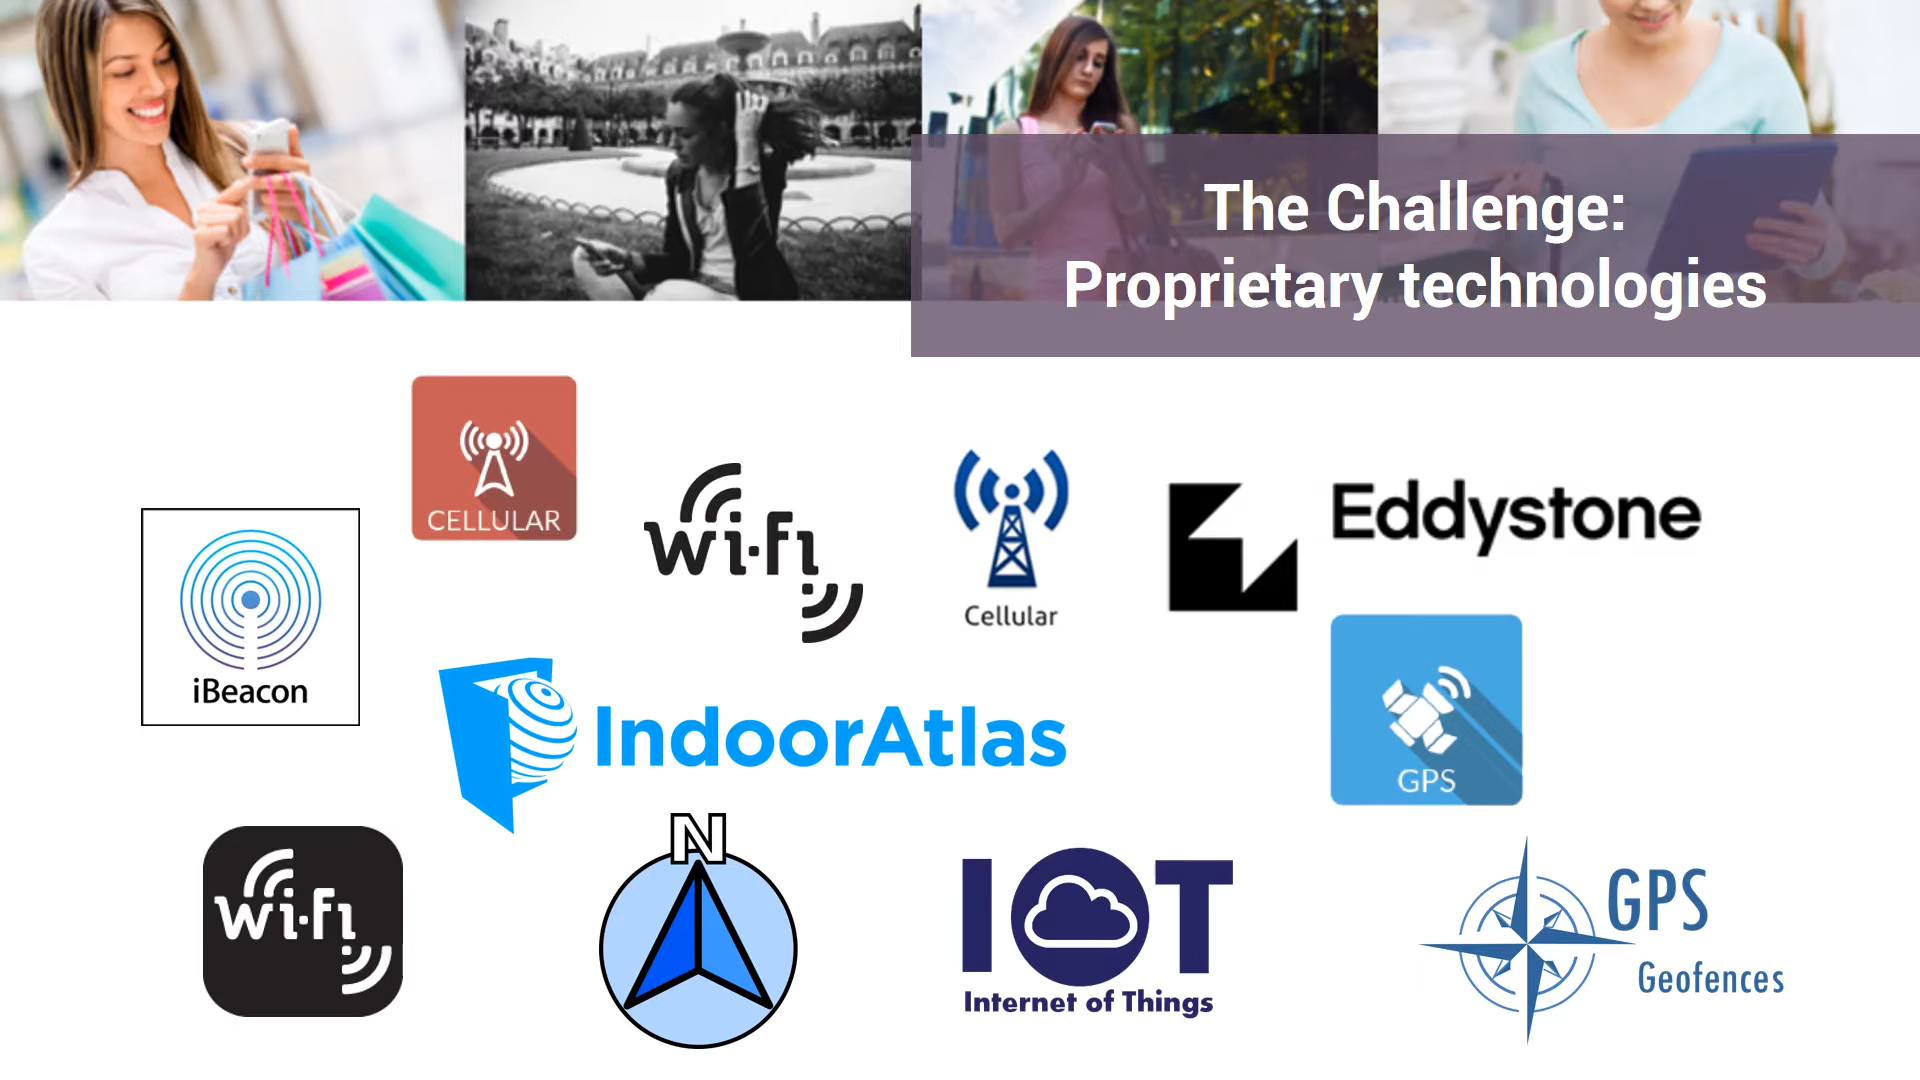 The Challenge:
Proprietary technologies
CELLULAR
wi-fi
Cellular
Eddystone
iBeacon
IndoorAtlas
GPS
wi-fi
N
IOT
Internet of Things
GPS
Geofences